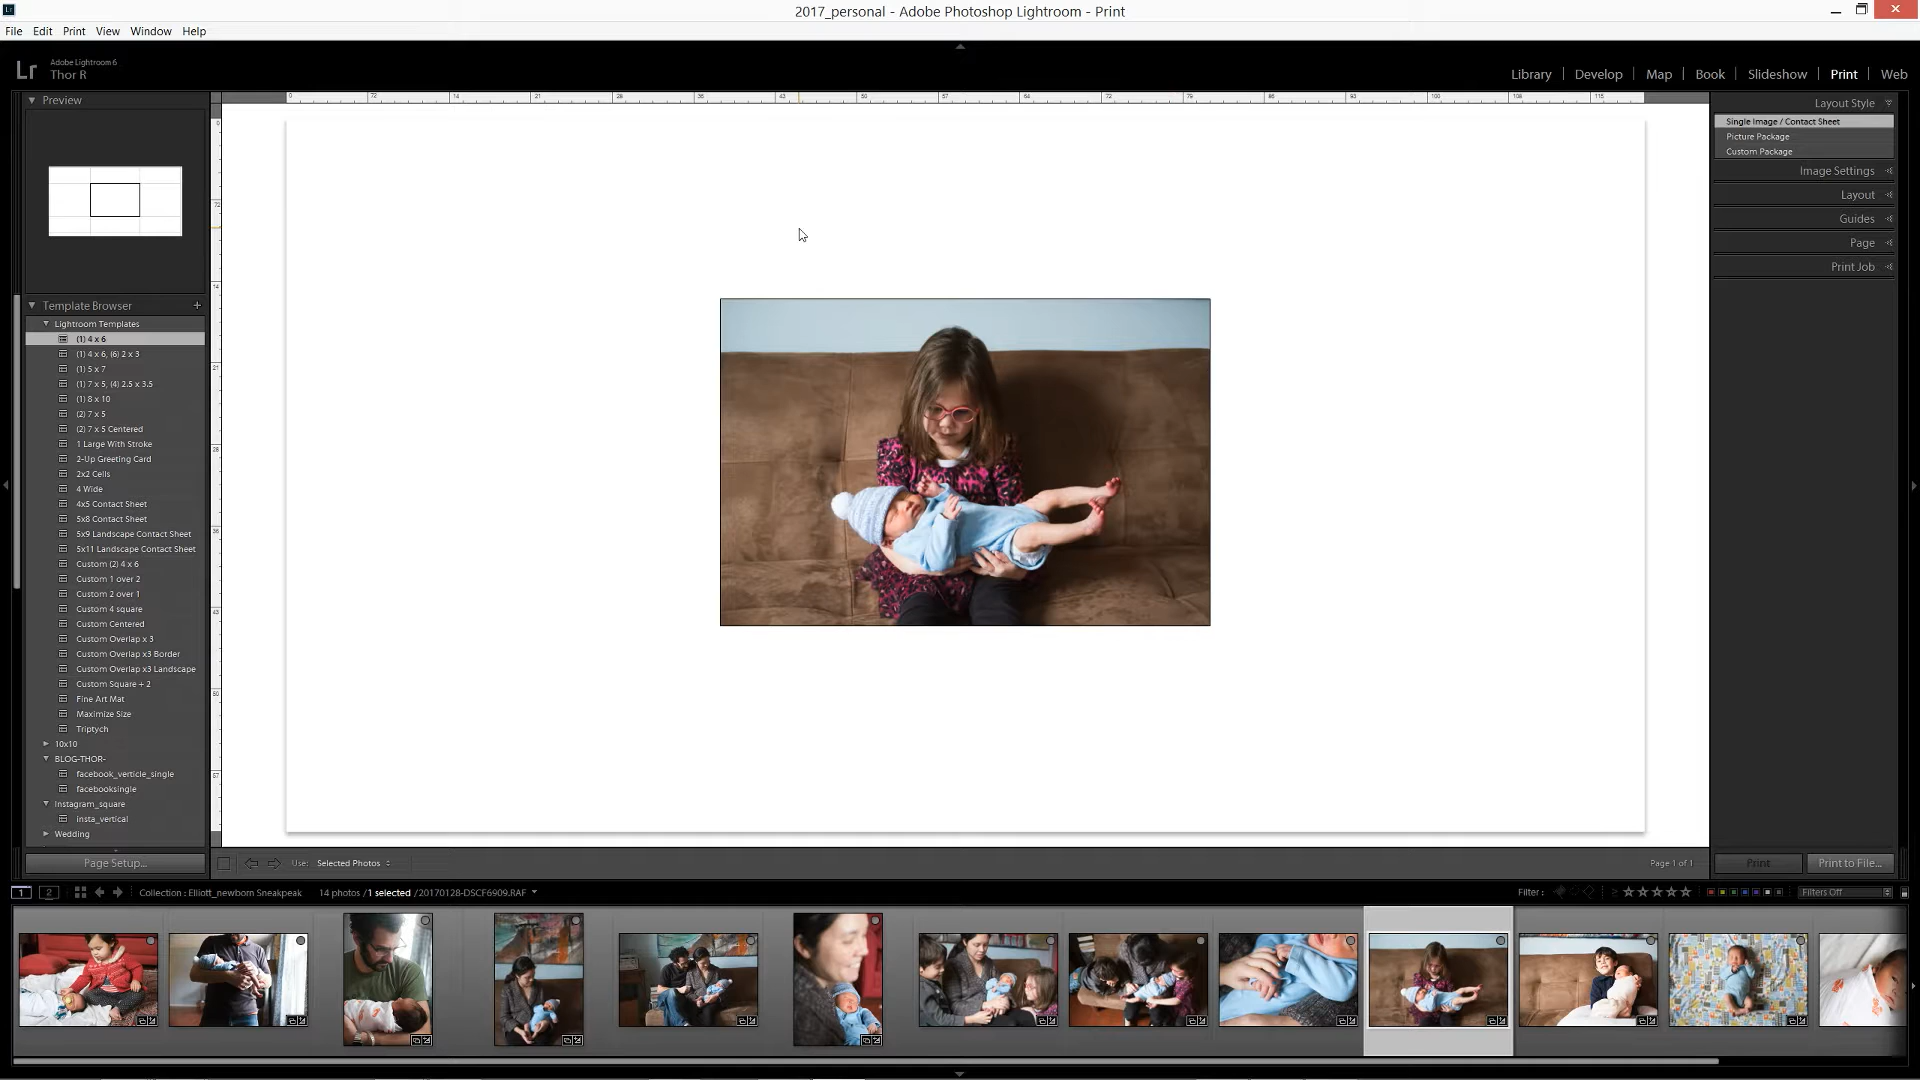 2017_personal - Adobe Photoshop Lightroom - Print
File Edit Print View Window Help
Lr
Adobe Lightroom 6
Thor R
Library | Develop | Map | Book | Slideshow | Print | Web
Preview
Layout Style
Single Image / Contact Sheet
Picture Package
Custom Package
Image Settings
Layout
Guides
Page
Print Job
Template Browser +
Lightroom Templates
(1) 4 x 6
(1) 4 x 6, (6) 2 x 3
(1) 5 x 7
(1) 7 x 5, (4) 2.5 x 3.5
(1) 8 x 10
(2) 7 x 5
(2) 7 x 5 Centered
1 Large With Stroke
2-Up Greeting Card
2x2 Cells
4 Wide
4x5 Contact Sheet
5x8 Contact Sheet
5x9 Landscape Contact Sheet
5x11 Landscape Contact Sheet
Custom (2) 4 x 6
Custom 1 over 2
Custom 2 over 1
Custom 4 square
Custom Centered
Custom Overlap x 3
Custom Overlap x3 Border
Custom Overlap x3 Landscape
Custom Square + 2
Fine Art Mat
Maximize Size
Triptych
10x10
BLOG-THOR-
facebook_verticle_single
facebooksingle
Instagram_square
insta_vertical
Wedding
Page Setup...
Use: Selected Photos
Page 1 of 1
Print
Print to File...
1 2
Collection : Elliott_newborn Sneakpeak 14 photos / 1 selected / 20170128-DSCF6909.RAF
Filter :
Filters Off